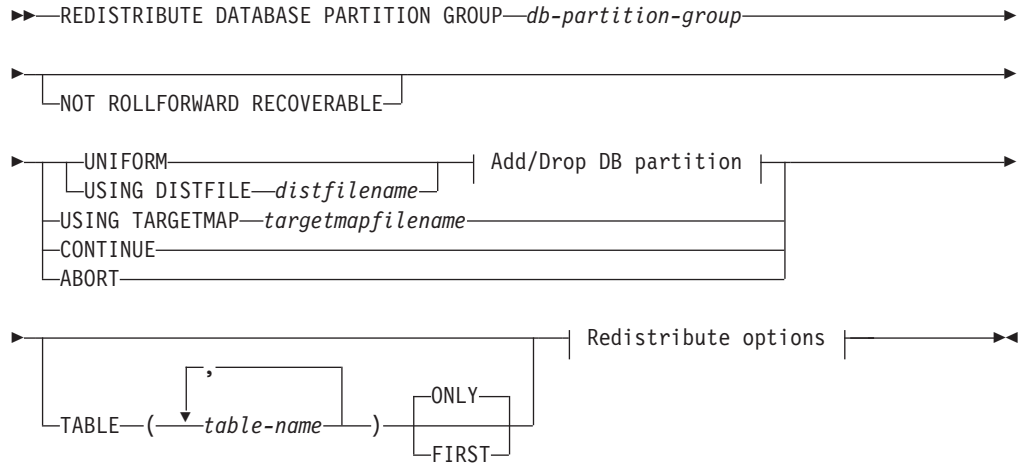 REDISTRIBUTE DATABASE PARTITION GROUP db-partition-group
NOT ROLLFORWARD RECOVERABLE
UNIFORM Add/Drop DB partition
USING DISTFILE distfilename
USING TARGETMAP targetmapfilename
CONTINUE
ABORT
Redistribute options
,
ONLY
TABLE ( table-name )
FIRST